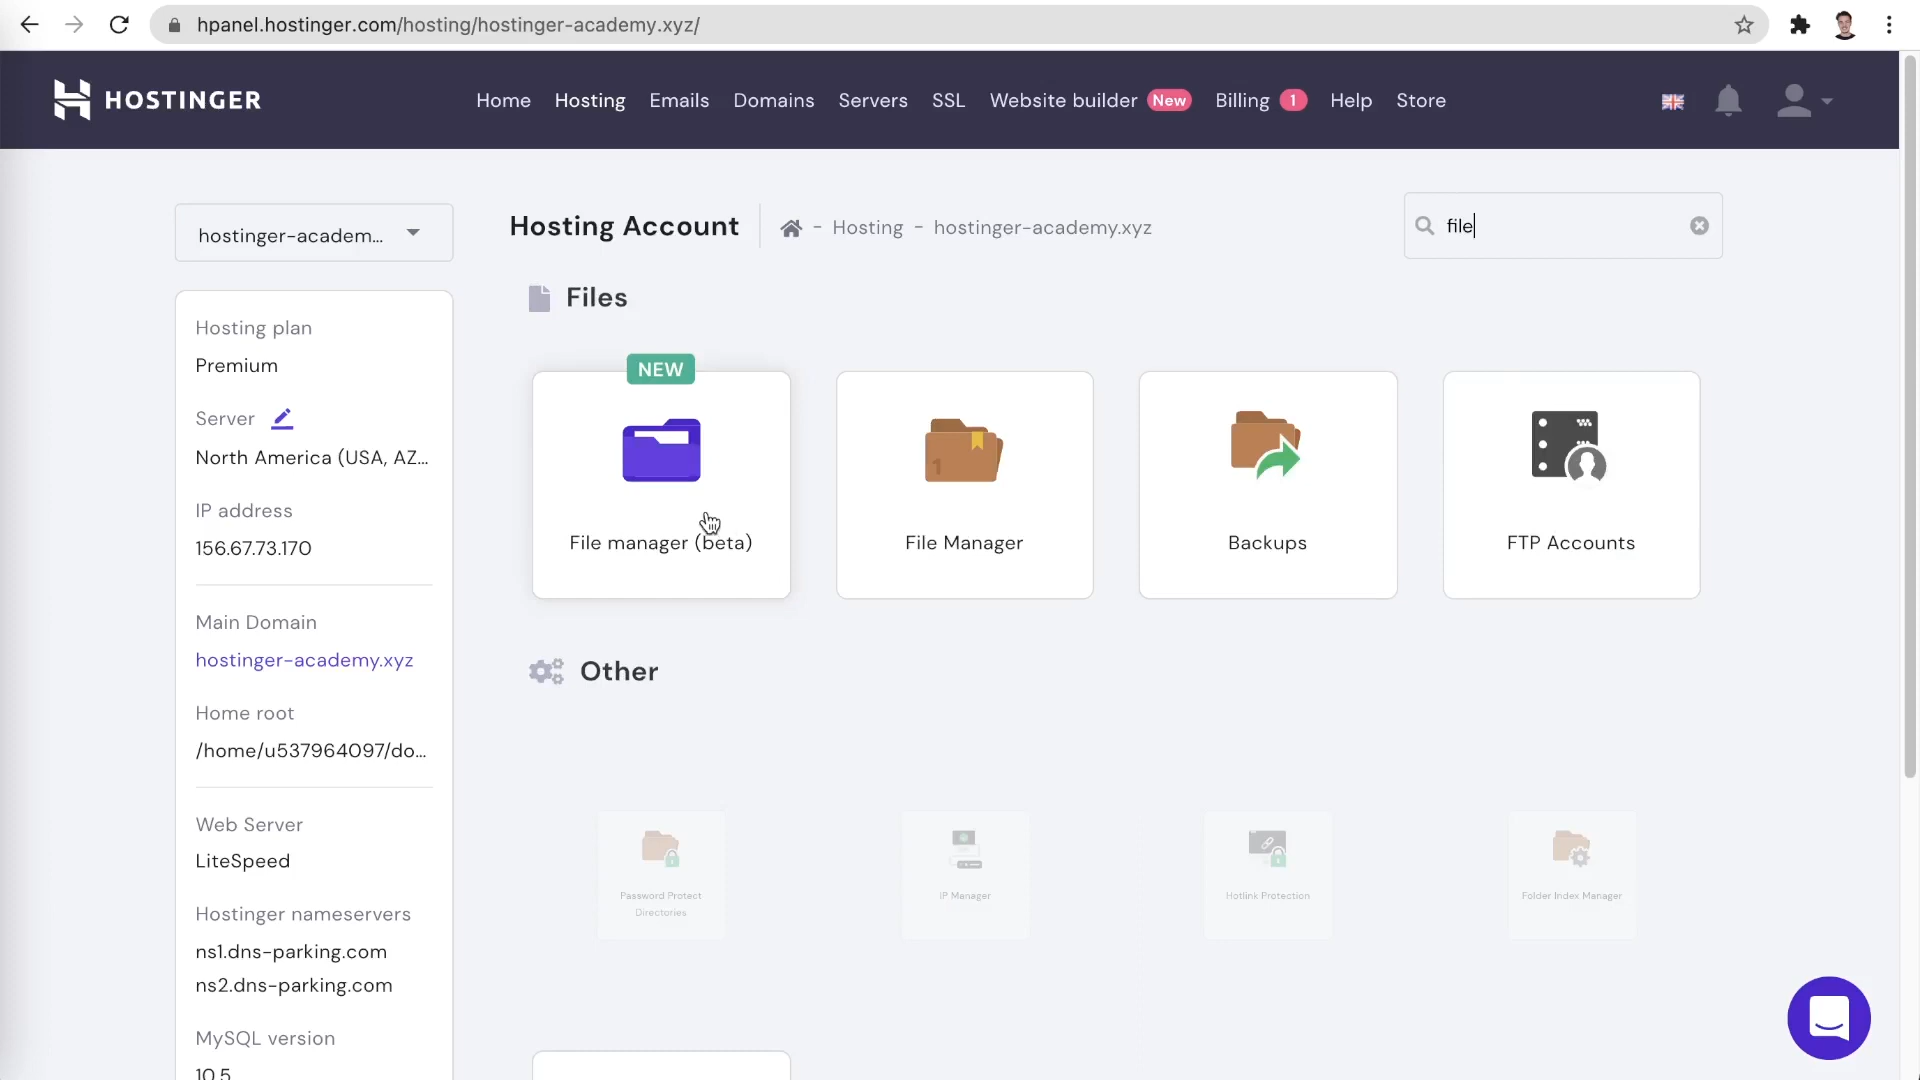 hpanel.hostinger.com/hosting/hostinger-academy.xyz/
HOSTINGER
Home Hosting Emails Domains Servers SSL Website builder New Billing 1 Help Store
hostinger-academ...
Hosting Account
- Hosting - hostinger-academy.xyz
file
Hosting plan
Premium
Server
North America (USA, AZ...
IP address
156.67.73.170
Main Domain
hostinger-academy.xyz
Home root
/home/u537964097/do...
Web Server
LiteSpeed
Hostinger nameservers
ns1.dns-parking.com
ns2.dns-parking.com
MySQL version
10.5
Files
NEW
File manager (beta)
1
File Manager
Backups
FTP Accounts
Other
Password Protect
Directories
IP Manager
Hotlink Protection
Folder Index Manager